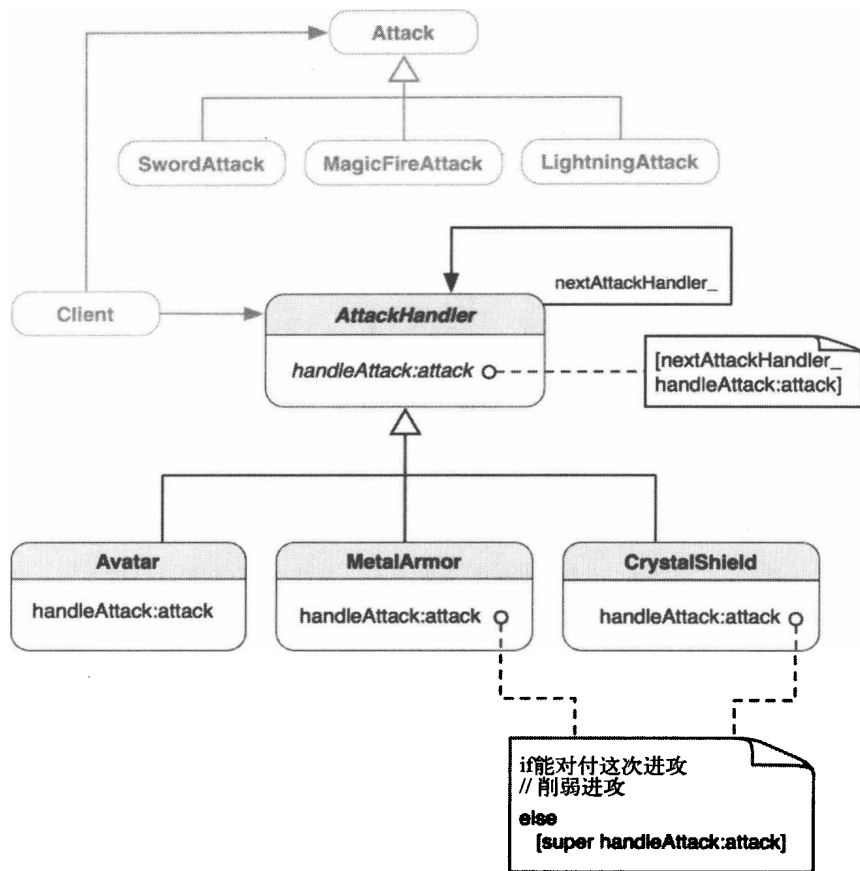 Attack
SwordAttack
MagicFireAttack
LightningAttack
nextAttackHandler_
Client
AttackHandler
handleAttack:attack
[nextAttackHandler_
handleAttack:attack]
Avatar
handleAttack:attack
MetalArmor
handleAttack:attack
CrystalShield
handleAttack:attack
if能对付这次进攻
// 削弱进攻
else
[super handleAttack:attack]